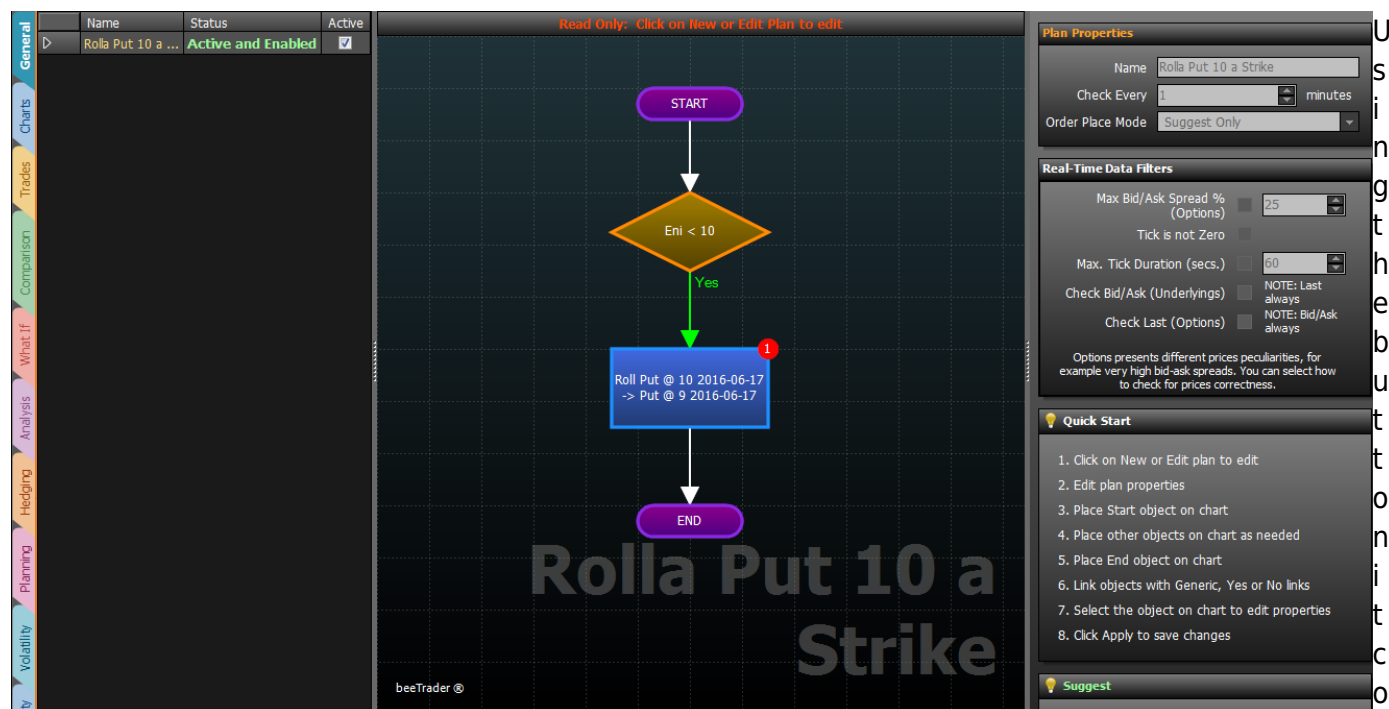 General
Charts
Trades
Comparison
What If
Analysis
Hedging
Planning
Volatility
Name Status Active
Rolla Put 10 a ... Active and Enabled
Read Only: Click on New or Edit Plan to edit
START
Eni < 10
Yes
1
Roll Put @ 10 2016-06-17
-> Put @ 9 2016-06-17
END
Rolla Put 10 a
Strike
beeTrader ®
Plan Properties
Name Rolla Put 10 a Strike
Check Every 1 minutes
Order Place Mode Suggest Only
Real-Time Data Filters
Max Bid/Ask Spread %
(Options) 25
Tick is not Zero
Max. Tick Duration (secs.) 60
Check Bid/Ask (Underlyings) NOTE: Last
always
Check Last (Options) NOTE: Bid/Ask
always
Options presents different prices peculiarities, for
example very high bid-ask spreads. You can select how
to check for prices correctness.
Quick Start
1. Click on New or Edit plan to edit
2. Edit plan properties
3. Place Start object on chart
4. Place other objects on chart as needed
5. Place End object on chart
6. Link objects with Generic, Yes or No links
7. Select the object on chart to edit properties
8. Click Apply to save changes
Suggest
U
s
i
n
g
t
h
e
b
u
t
t
o
n
i
t
c
o